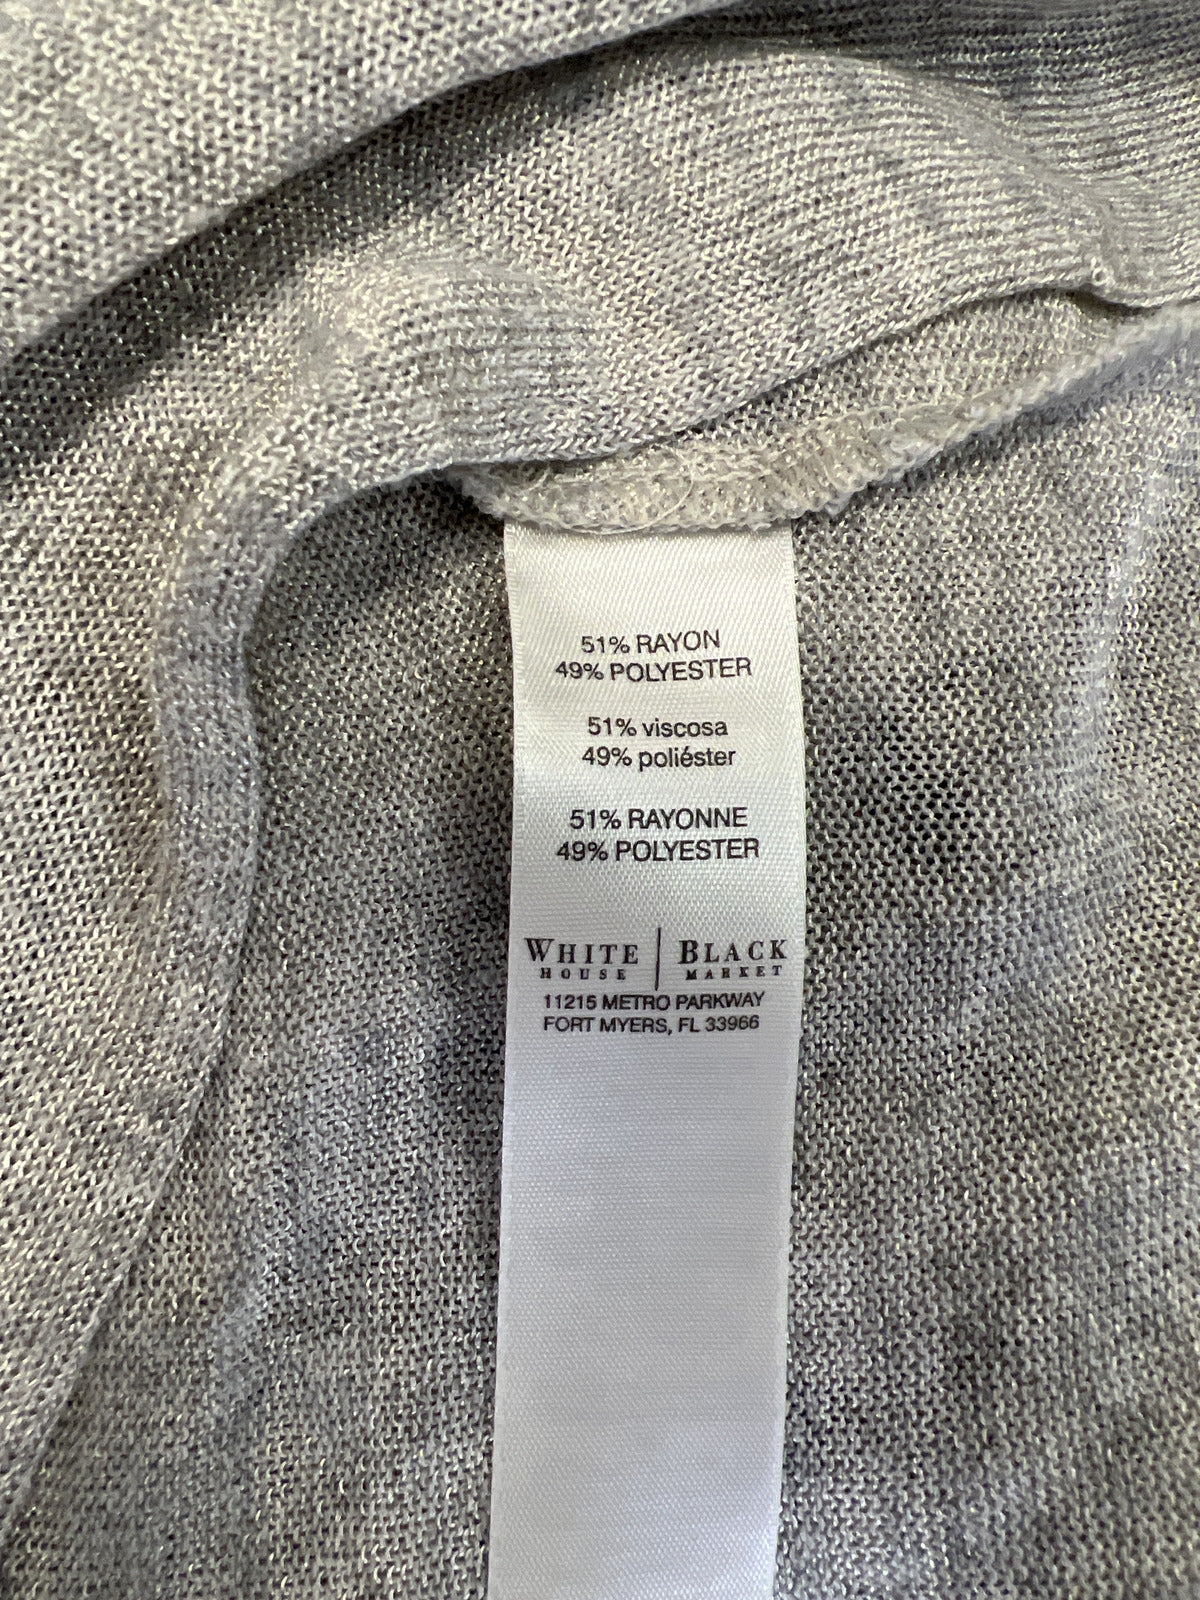 51% RAYON
49% POLYESTER
51% viscosa
49% poliéster
51% RAYONNE
49% POLYESTER
WHITE | BLACK
HOUSE MARKET
11215 METRO PARKWAY
FORT MYERS, FL 33966